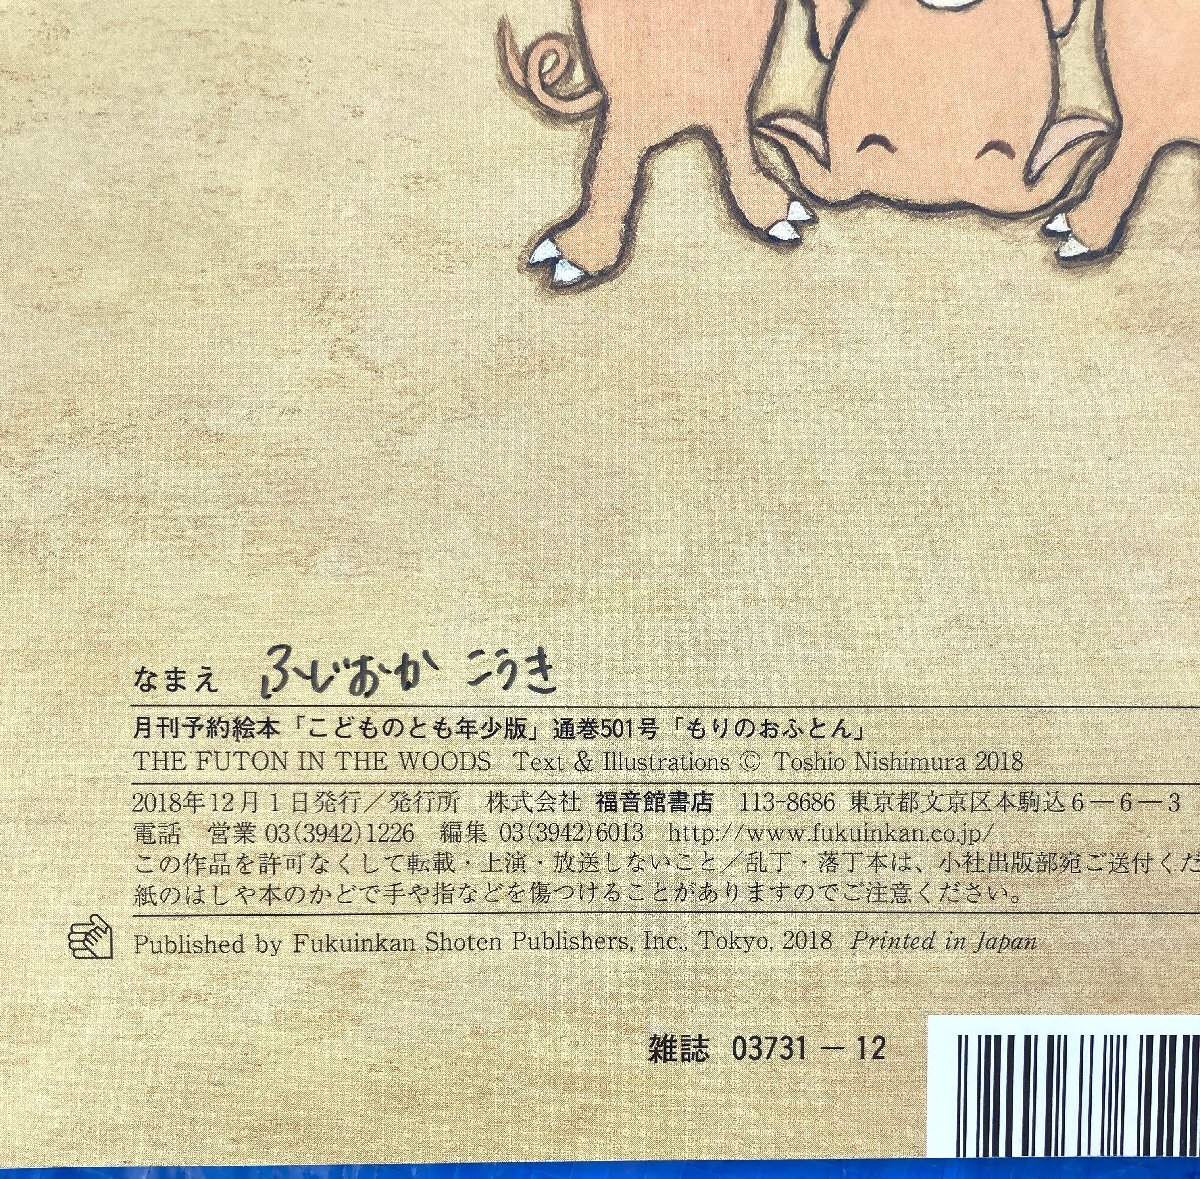 なまえ ふじおか こうき
月刊予約絵本「こどものとも年少版」通巻501号「もりのおふとん」
THE FUTON IN THE WOODS Text & Illustrations © Toshio Nishimura 2018
2018年12月1日発行／発行所 株式会社 福音館書店 113-8686 東京都文京区本駒込6－6－3
電話 営業 03(3942)1226 編集 03(3942)6013 http://www.fukuinkan.co.jp/
この作品を許可なくして転載・上演・放送しないこと／乱丁・落丁本は、小社出版部宛ご送付くだ
紙のはしや本のかどで手や指などを傷つけることがありますのでご注意ください。
Published by Fukuinkan Shoten Publishers, Inc., Tokyo, 2018 Printed in Japan
雑誌 03731－12